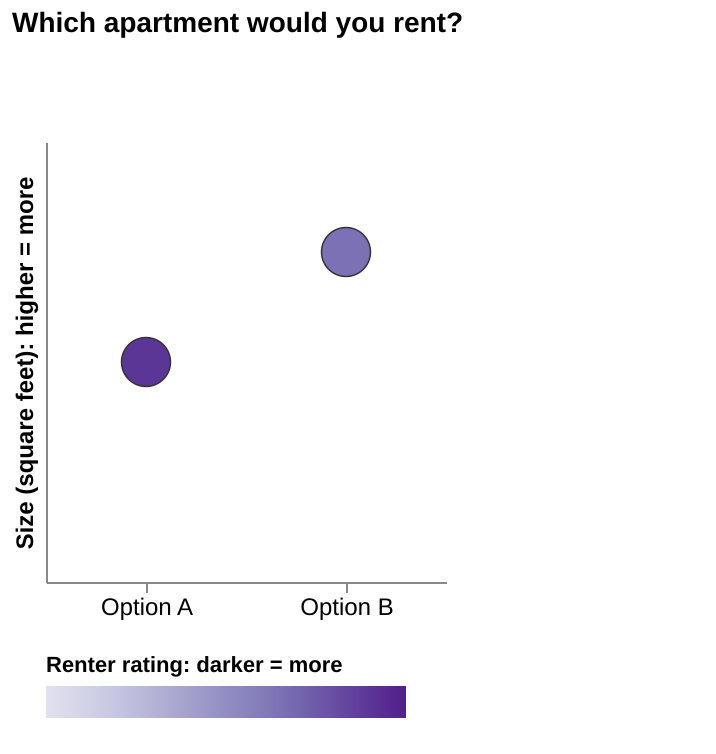 Which apartment would you rent?
Size (square feet): higher = more
Option A
Option B
Renter rating: darker = more